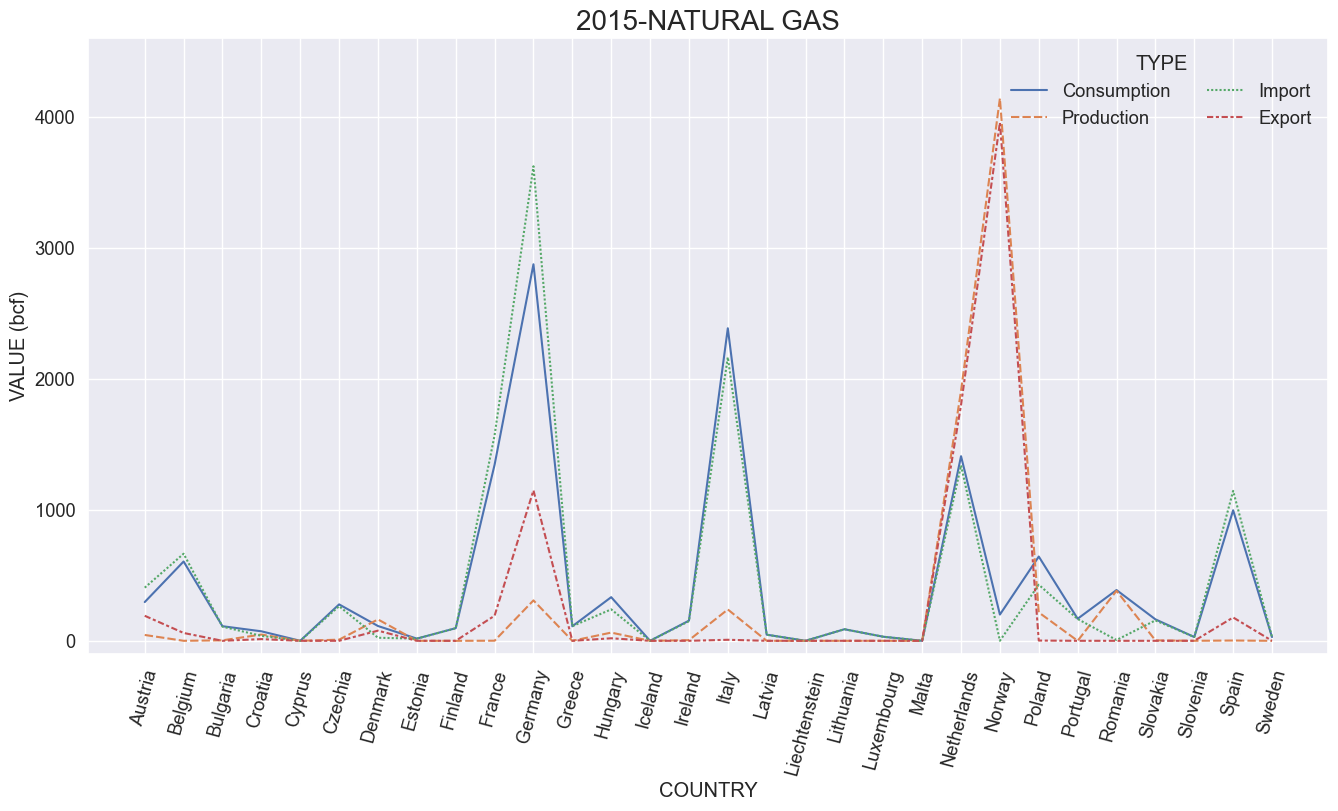 2015-NATURAL GAS
TYPE
Consumption
Import
Production
Export
VALUE (bcf)
4000
3000
2000
1000
0
Austria
Belgium
Bulgaria
Croatia
Cyprus
Czechia
Denmark
Estonia
Finland
France
Germany
Greece
Hungary
Iceland
Ireland
Italy
Latvia
Liechtenstein
Lithuania
Luxembourg
Malta
Netherlands
Norway
Poland
Portugal
Romania
Slovakia
Slovenia
Spain
Sweden
COUNTRY